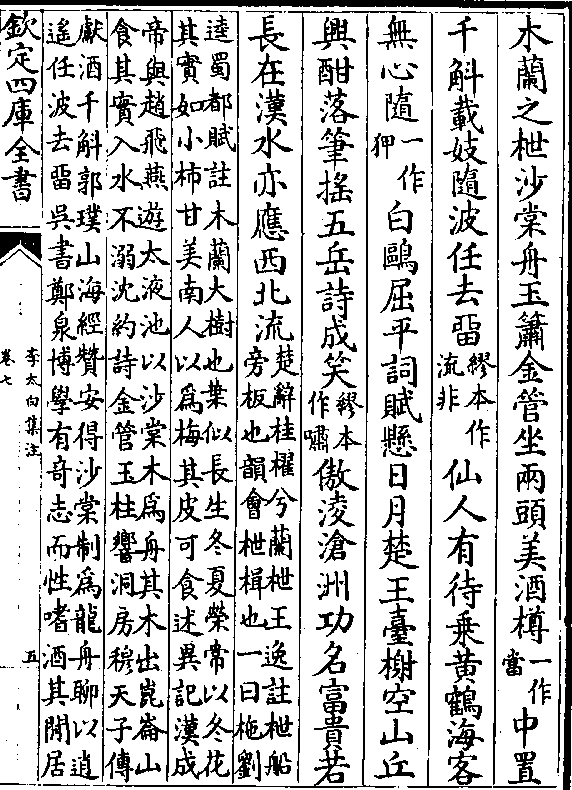 木蘭之枻沙棠舟玉簫金管坐兩頭美酒樽一作當中置
千斛載妓隨波任去畱繆本作流非仙人有待乗黃鶴海客
無心隨一作狎白鷗屈平詞賦懸日月楚王臺榭空山丘
興酣落筆搖五岳詩成笑繆本作嘯傲淩滄洲功名富貴若
長在漢水亦應西北流楚辭桂櫂兮蘭枻王逸註枻船
旁板也韻會枻楫也一曰柂劉
逵蜀都賦註木蘭大樹也葉似長生冬夏榮常以冬花
其實如小柿甘美南人以爲梅其皮可食述異記漢成
帝與趙飛燕遊太液池以沙棠木爲舟其木出崑崙山
食其實入水不溺沈約詩金管玉柱響洞房穆天子傳
獻酒千斛郭璞山海經贊安得沙棠制爲龍舟聊以逍
遙任波去畱吳書鄭泉博學有奇志而性嗜酒其閒居
欽定四庫全書
李太白集注
卷七
五